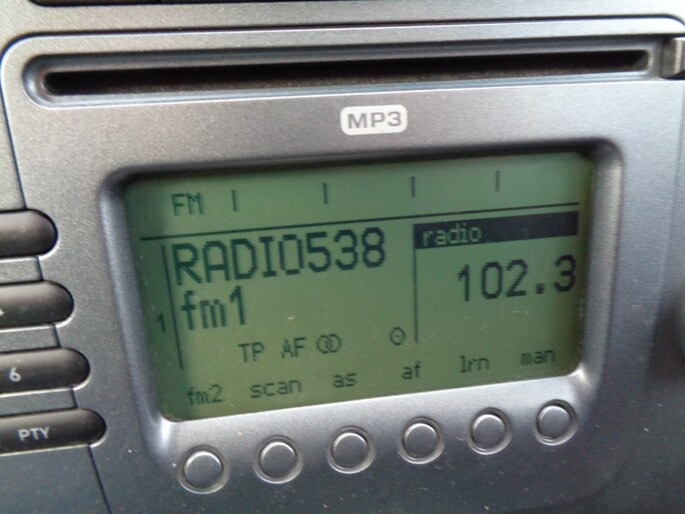 MP3
FM
RADIO538
radio
fm1
102.3
1
TP AF
fm2 scan as af lrn man
6
PTY